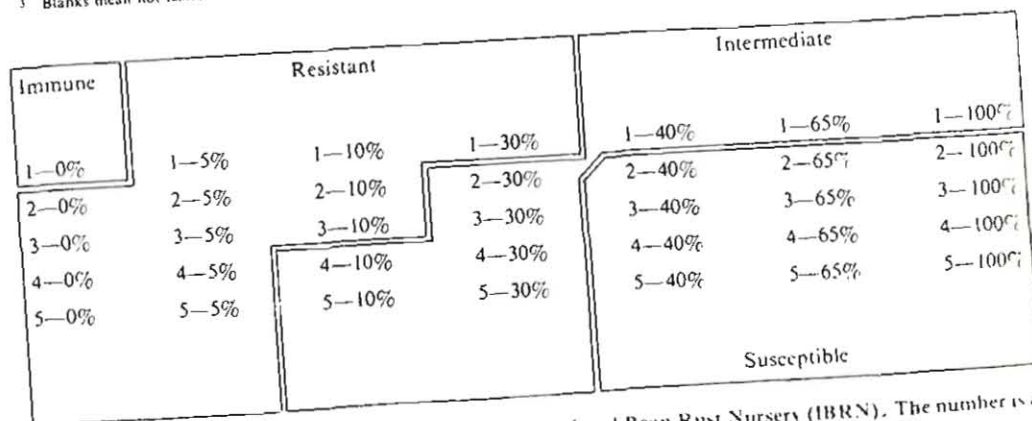 3 Blanks mean not
Immune Resistant Intermediate
1—0% 1—5% 1—10% 1—30% 1—40% 1—65% 1—100%
2—0% 2—5% 2—10% 2—30% 2—40% 2—65% 2—100%
3—0% 3—5% 3—10% 3—30% 3—40% 3—65% 3—100%
4—0% 4—5% 4—10% 4—30% 4—40% 4—65% 4—100%
5—0% 5—5% 5—10% 5—30% 5—40% 5—65% 5—100%
Susceptible
Rust Nursery (IBRN). The number is